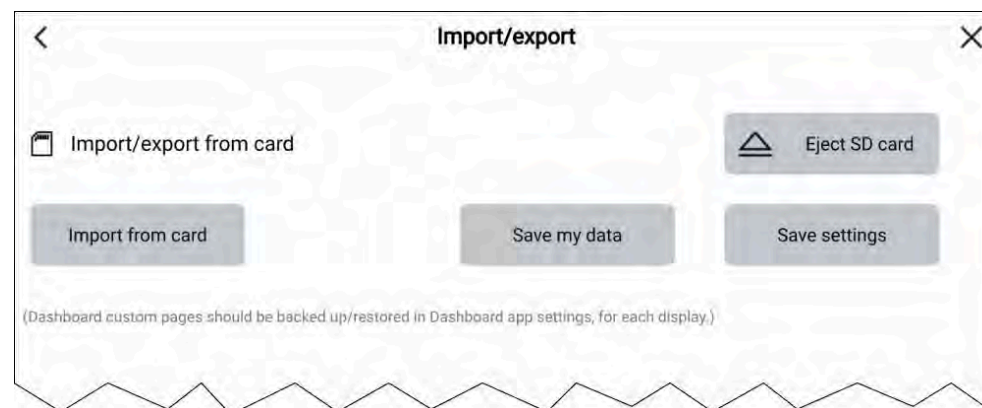 Import/export
Import/export from card
Eject SD card
Import from card
Save my data
Save settings
(Dashboard custom pages should be backed up/restored in Dashboard app settings, for each display.)